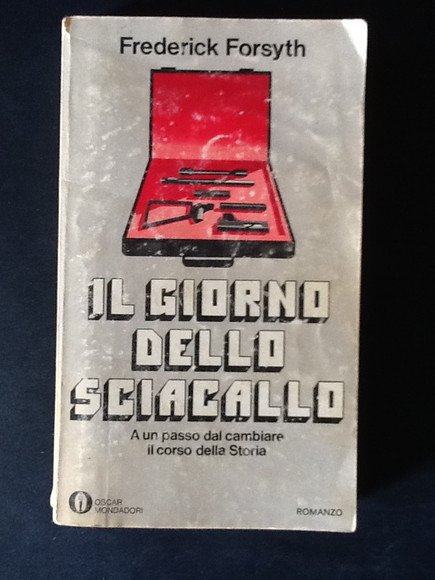 Frederick Forsyth
IL GIORNO
DELLO
SCIACALLO
A un passo dal cambiare
il corso della Storia
OSCAR
MONDADORI
ROMANZO